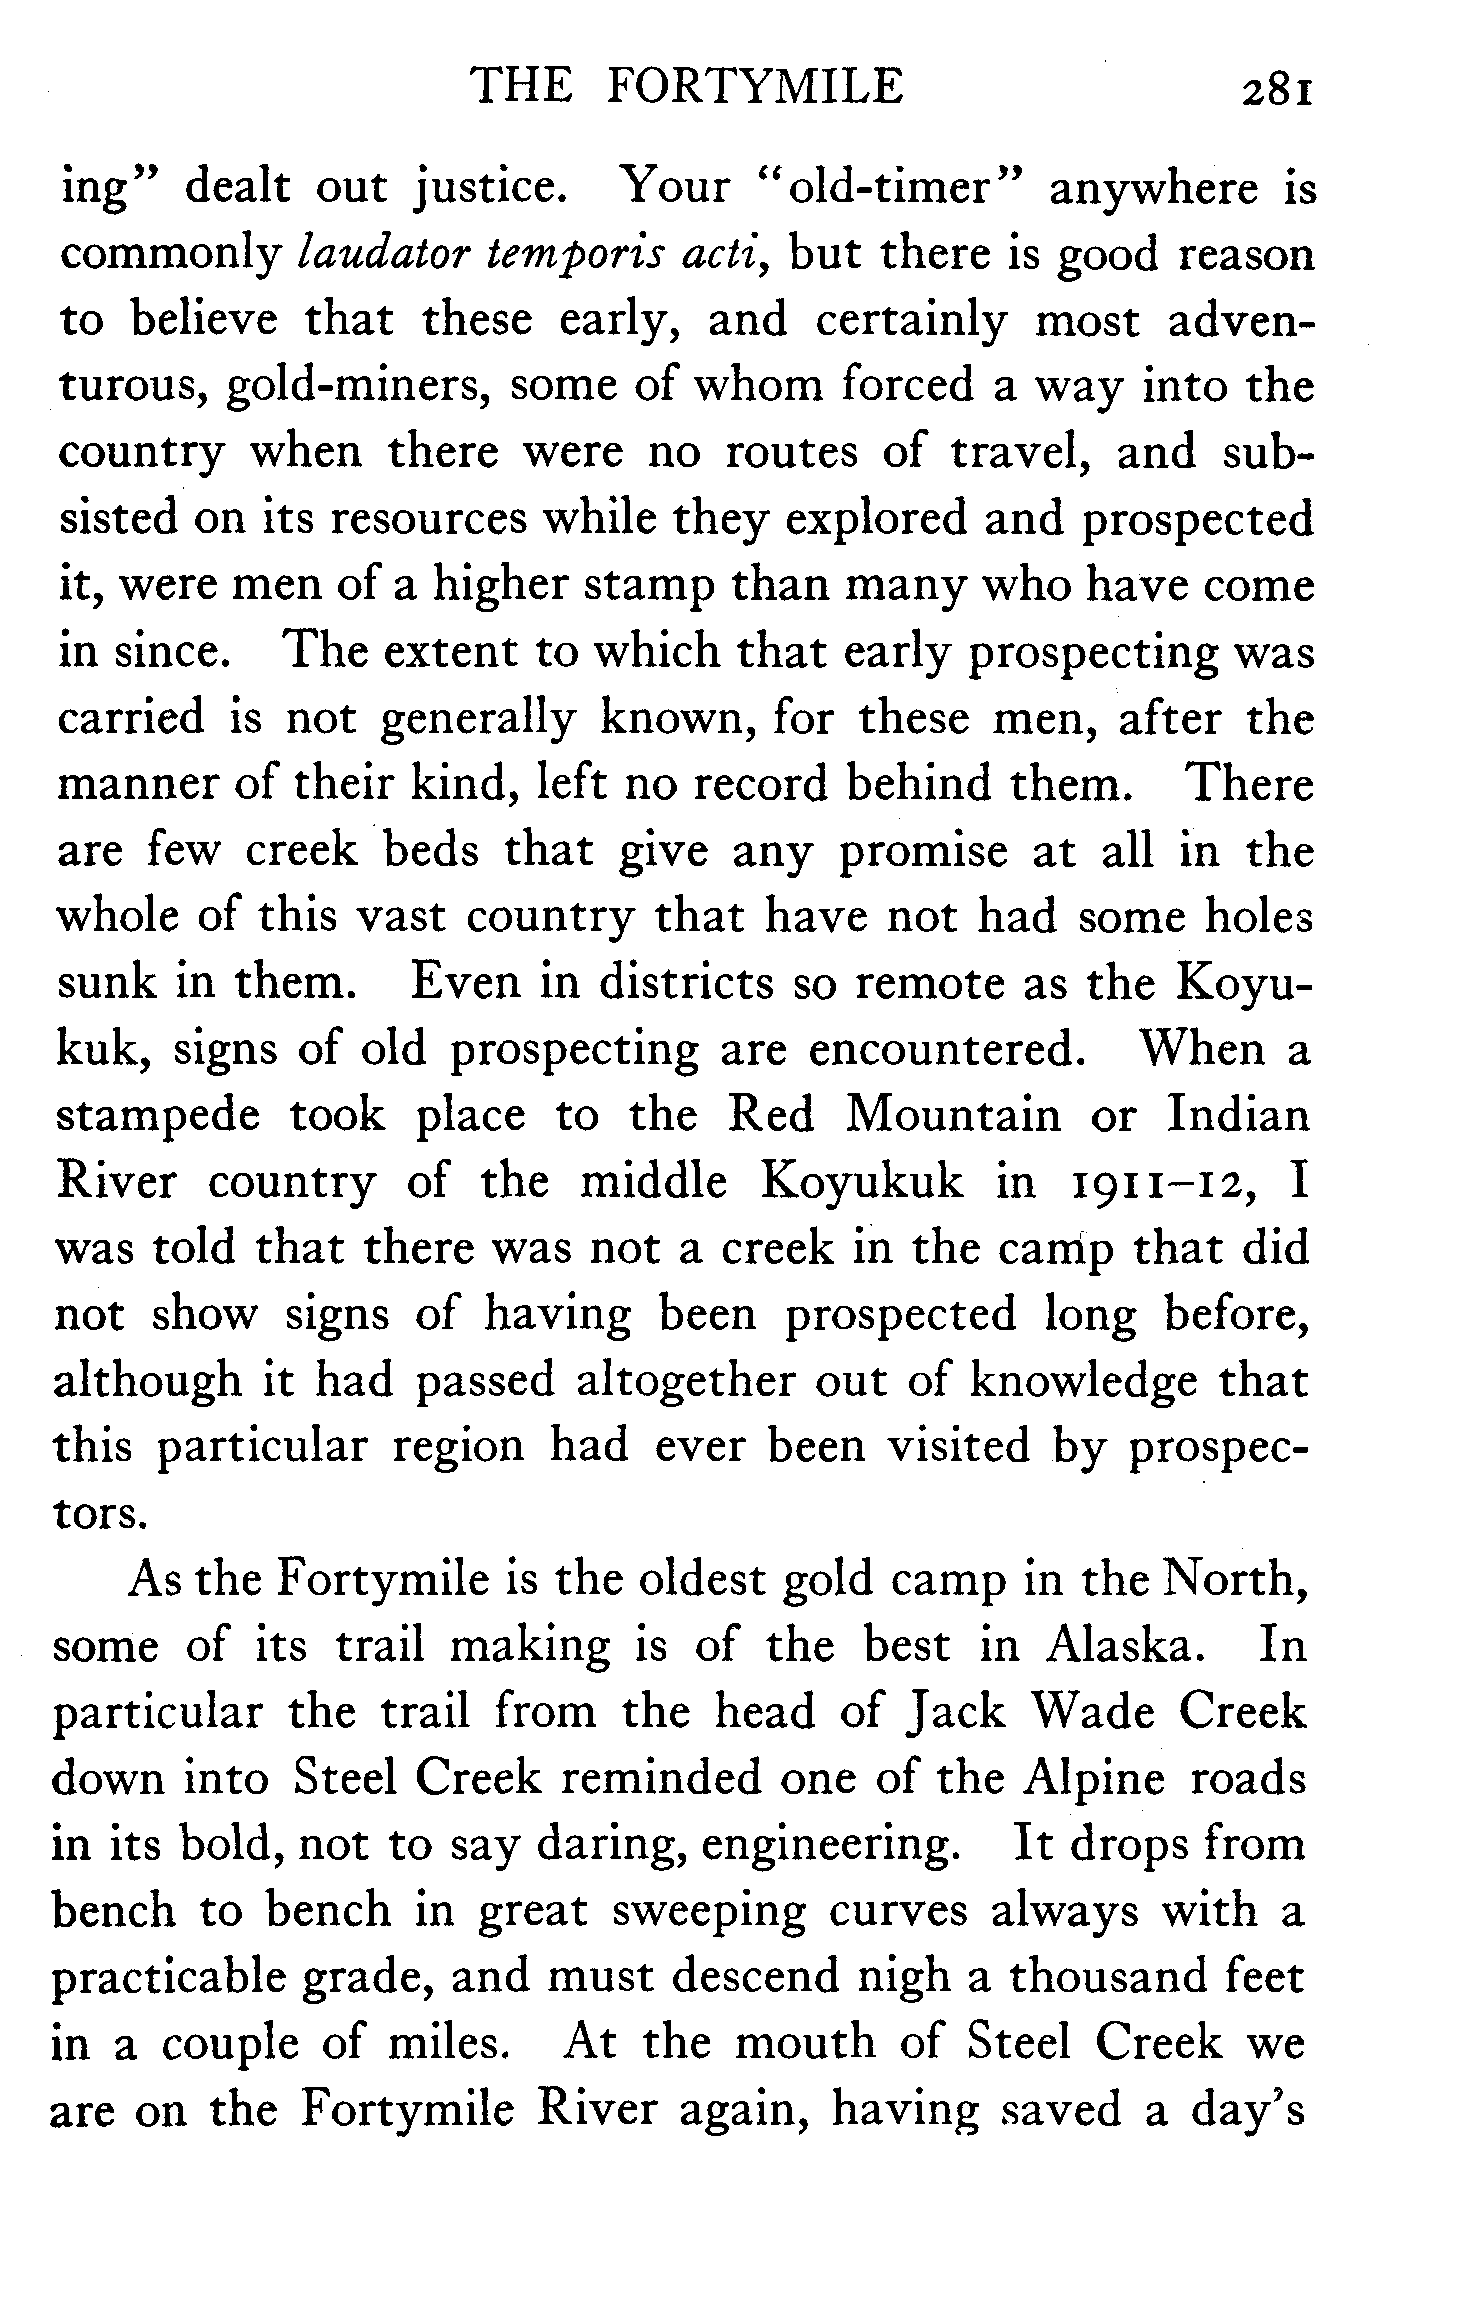 THE FORTYMILE 281
ing” dealt out justice. Your “old-timer” anywhere is
commonly laudator temporis acti, but there is good reason
to believe that these early, and certainly most adven-
turous, gold-miners, some of whom forced a way into the
country when there were no routes of travel, and sub-
sisted on its resources while they explored and prospected
it, were men of a higher stamp than many who have come
in since. The extent to which that early prospecting was
carried is not generally known, for these men, after the
manner of their kind, left no record behind them. There
are few creek beds that give any promise at all in the
whole of this vast country that have not had some holes
sunk in them. Even in districts so remote as the Koyu-
kuk, signs of old prospecting are encountered. When a
stampede took place to the Red Mountain or Indian
River country of the middle Koyukuk in 1911–12, I
was told that there was not a creek in the camp that did
not show signs of having been prospected long before,
although it had passed altogether out of knowledge that
this particular region had ever been visited by prospec-
tors.
As the Fortymile is the oldest gold camp in the North,
some of its trail making is of the best in Alaska. In
particular the trail from the head of Jack Wade Creek
down into Steel Creek reminded one of the Alpine roads
in its bold, not to say daring, engineering. It drops from
bench to bench in great sweeping curves always with a
practicable grade, and must descend nigh a thousand feet
in a couple of miles. At the mouth of Steel Creek we
are on the Fortymile River again, having saved a day’s